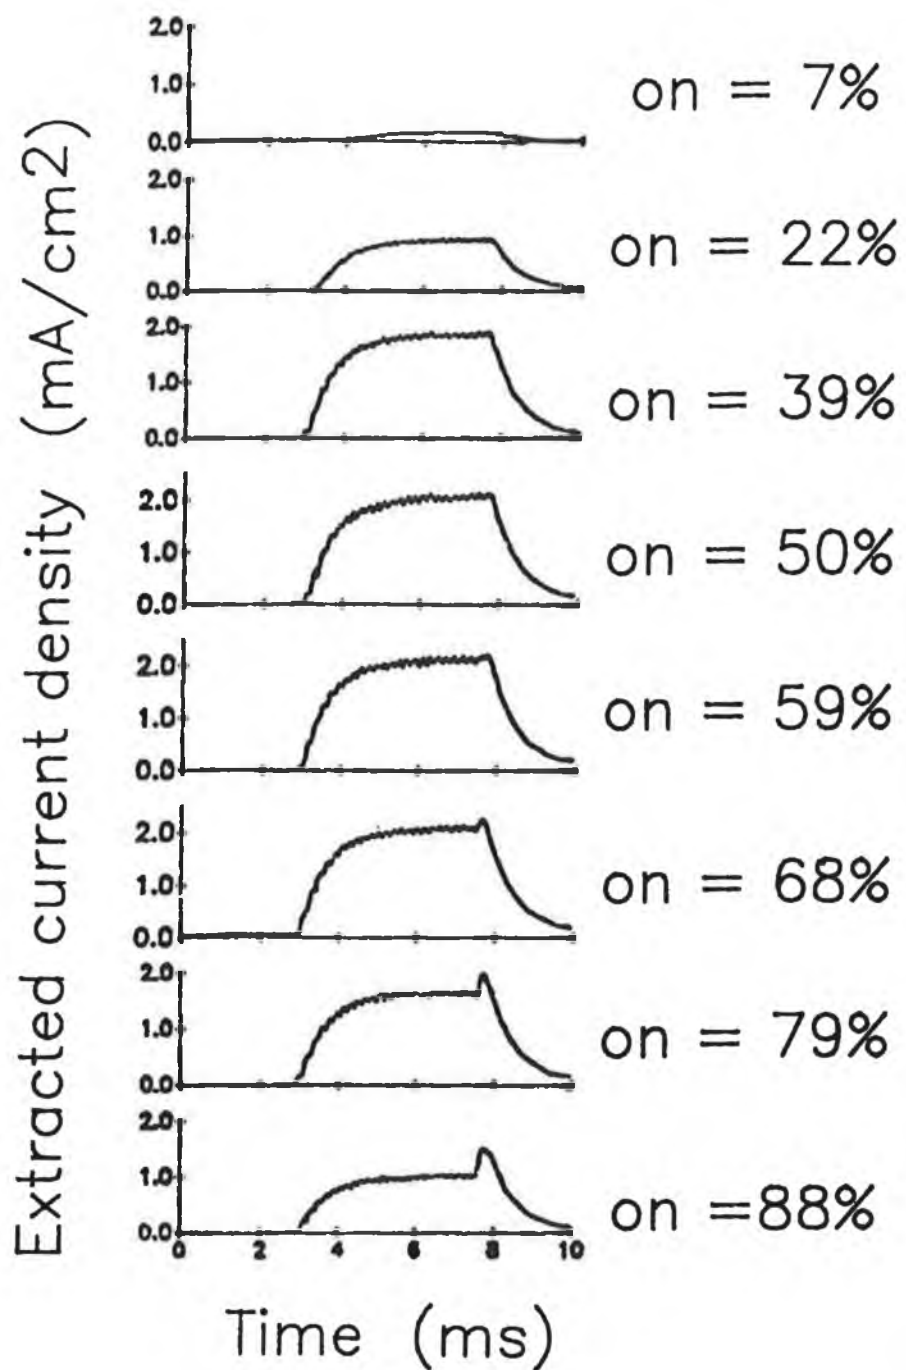 Extracted current density (mA/cm2)
2.0
1.0
0.0
on = 7%
2.0
1.0
0.0
on = 22%
2.0
1.0
0.0
on = 39%
2.0
1.0
0.0
on = 50%
2.0
1.0
0.0
on = 59%
2.0
1.0
0.0
on = 68%
2.0
1.0
0.0
on = 79%
2.0
1.0
0.0
on =88%
0 2 4 6 8 10
Time (ms)